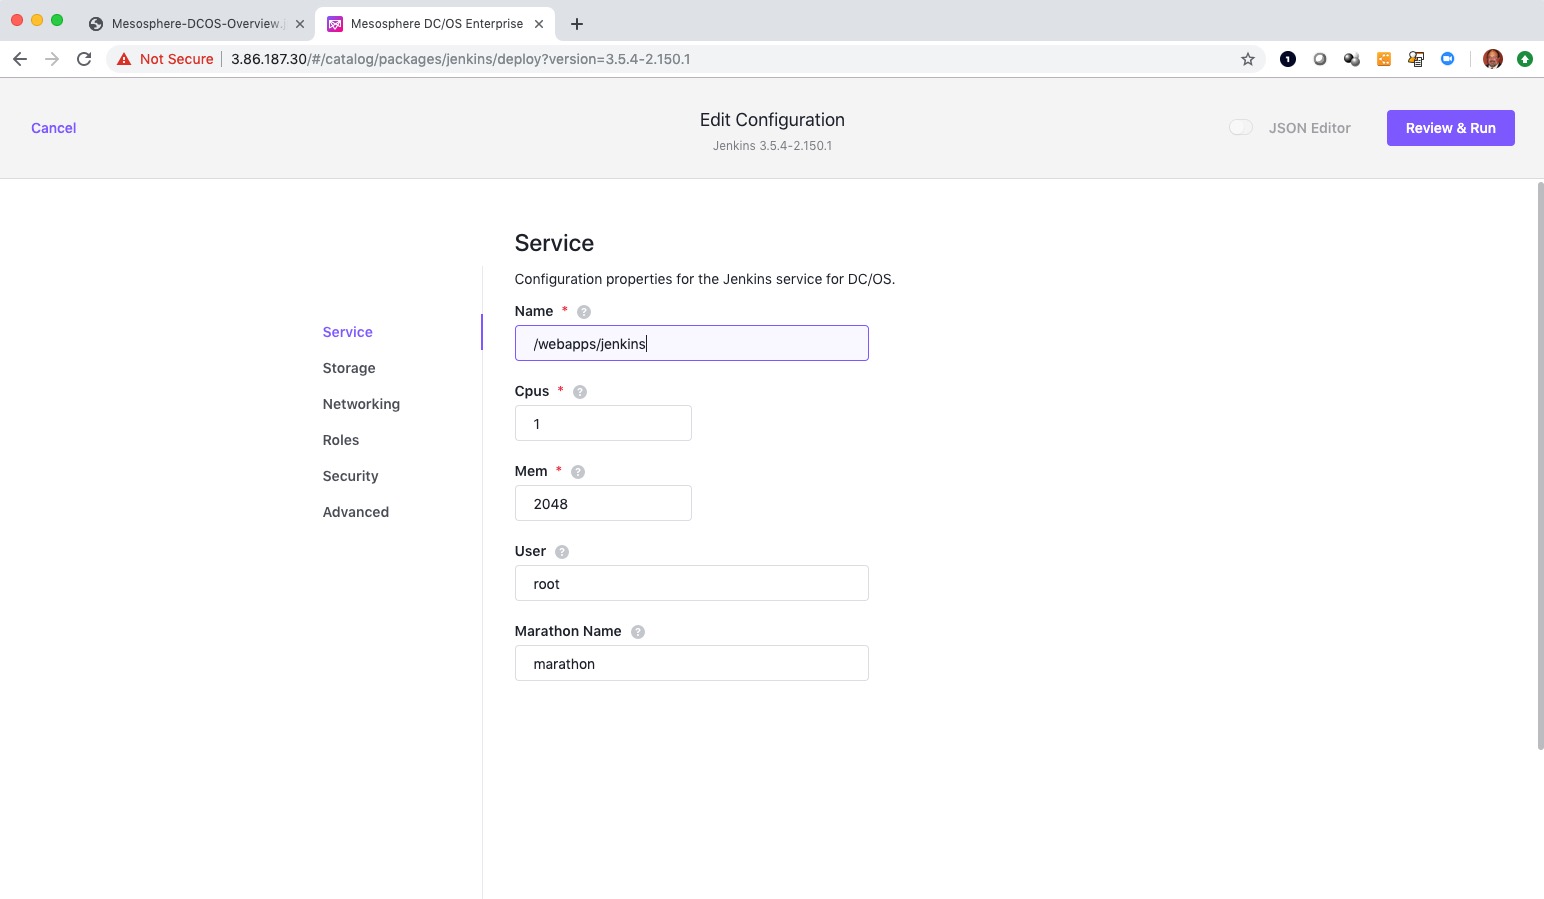 Mesosphere-DCOS-Overview.
Mesosphere DC/OS Enterprise
Not Secure
3.86.187.30/#/catalog/packages/jenkins/deploy?version=3.5.4-2.150.1
Cancel
Edit Configuration
Jenkins 3.5.4-2.150.1
JSON Editor
Review & Run
Service
Configuration properties for the Jenkins service for DC/OS.
Service
Storage
Networking
Roles
Security
Advanced
Name * ?
/webapps/jenkins
Cpus * ?
1
Mem * ?
2048
User ?
root
Marathon Name ?
marathon